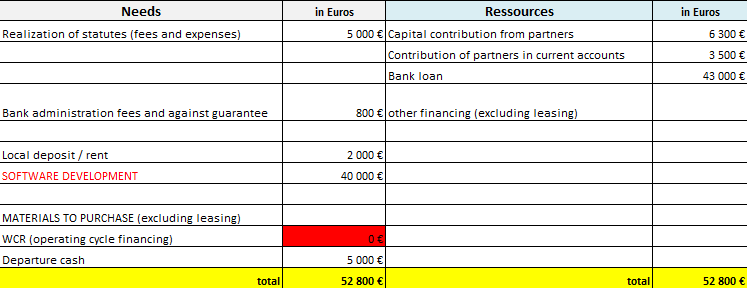 Needs in Euros Ressources in Euros
Realization of statutes (fees and expenses) 5 000 € Capital contribution from partners 6 300 €
Contribution of partners in current accounts 3 500 €
Bank loan 43 000 €
Bank administration fees and against guarantee 800 € other financing (excluding leasing)
Local deposit / rent 2 000 €
SOFTWARE DEVELOPMENT 40 000 €
MATERIALS TO PURCHASE (excluding leasing)
WCR (operating cycle financing) 0 €
Departure cash 5 000 €
total 52 800 € total 52 800 €